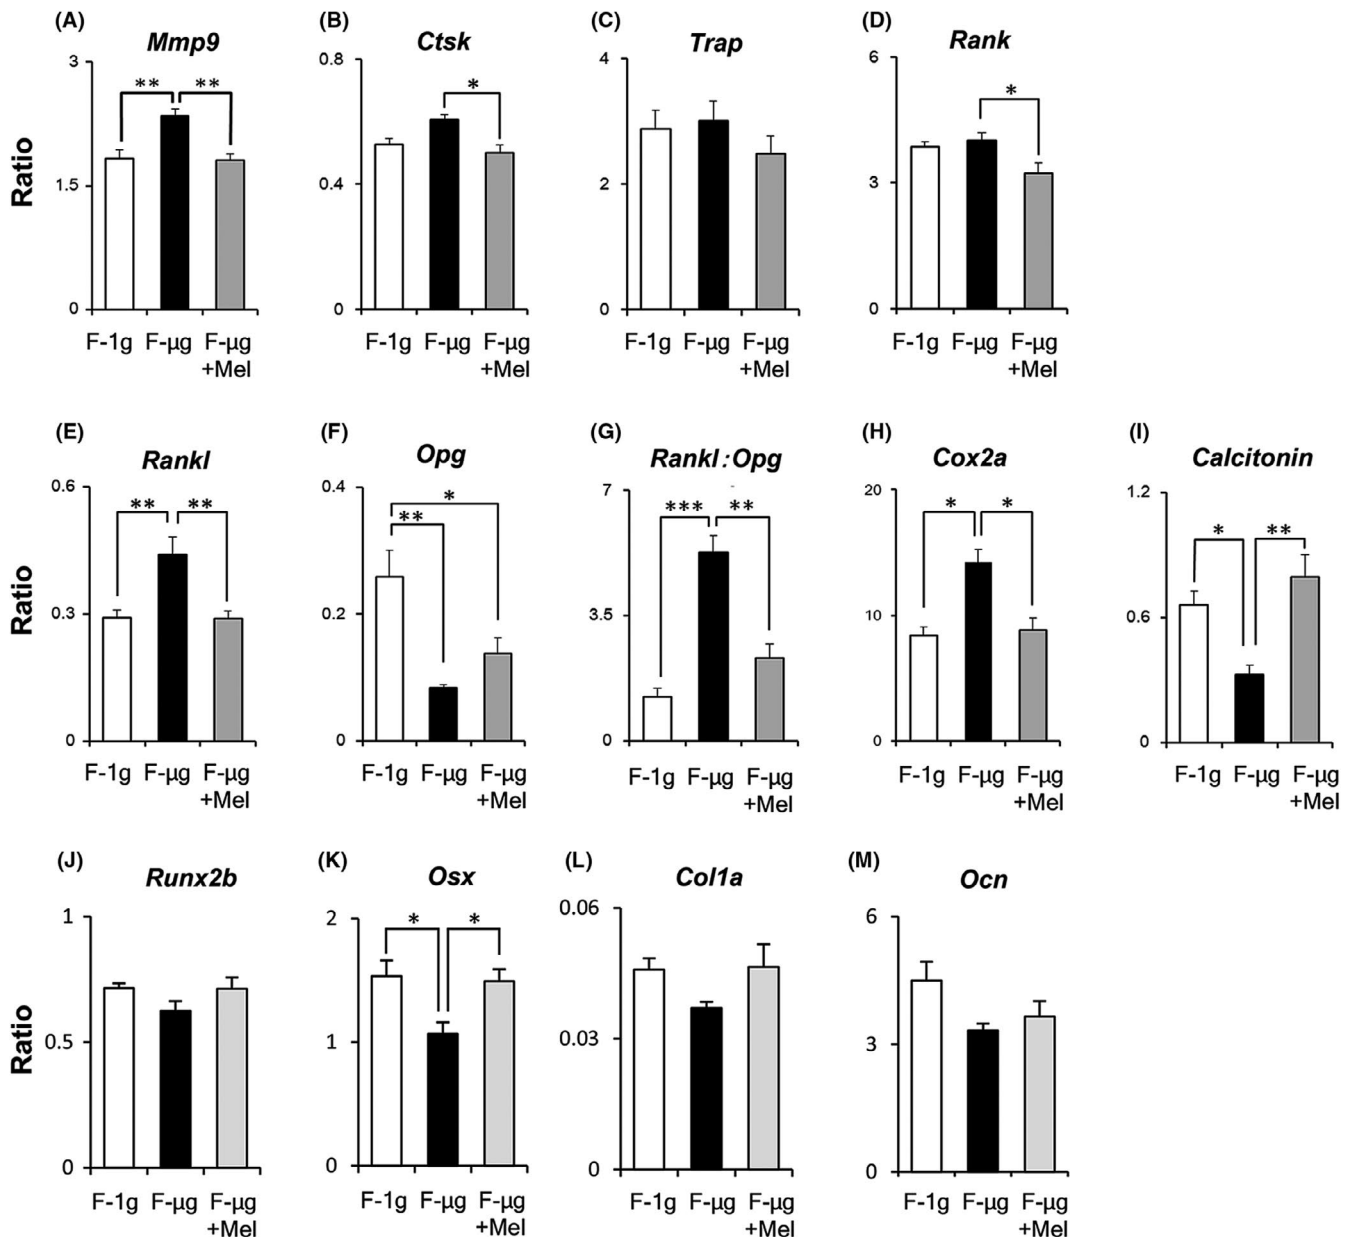 (A) Mmp9
Ratio
3
1.5
0
** **
F-1g F-µg F-µg
+Mel
(B) Ctsk
0.8
0.4
0
*
F-1g F-µg F-µg
+Mel
(C) Trap
4
2
0
F-1g F-µg F-µg
+Mel
(D) Rank
6
3
0
*
F-1g F-µg F-µg
+Mel
(E) Rankl
Ratio
0.6
0.3
0
** **
F-1g F-µg F-µg
+Mel
(F) Opg
0.4
0.2
0
*
**
F-1g F-µg F-µg
+Mel
(G) Rankl:Opg
7
3.5
0
*** **
F-1g F-µg F-µg
+Mel
(H) Cox2a
20
10
0
* *
F-1g F-µg F-µg
+Mel
(I) Calcitonin
1.2
0.6
0
* **
F-1g F-µg F-µg
+Mel
(J) Runx2b
Ratio
1
0.5
0
F-1g F-µg F-µg
+Mel
(K) Osx
2
1
0
* *
F-1g F-µg F-µg
+Mel
(L) Col1a
0.06
0.03
0
F-1g F-µg F-µg
+Mel
(M) Ocn
6
3
0
F-1g F-µg F-µg
+Mel